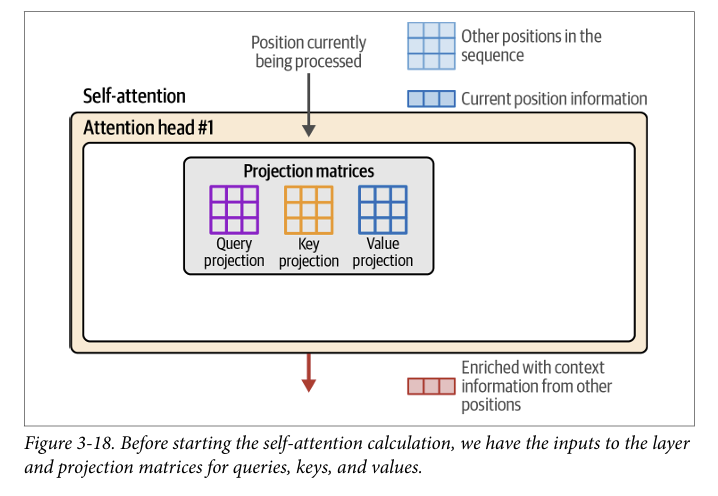 Position currently
being processed
Other positions in the
sequence
Self-attention
Current position information
Attention head #1
Projection matrices
Query
projection
Key
projection
Value
projection
Enriched with context
information from other
positions
Figure 3-18. Before starting the self-attention calculation, we have the inputs to the layer
and projection matrices for queries, keys, and values.